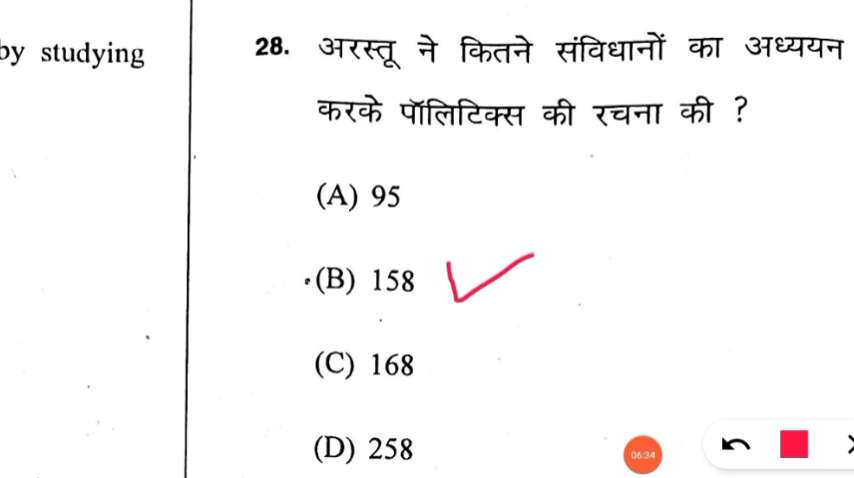 by studying
28. अरस्तू ने कितने संविधानों का अध्ययन
करके पॉलिटिक्स की रचना की ?
(A) 95
(B) 158
(C) 168
(D) 258
06:34